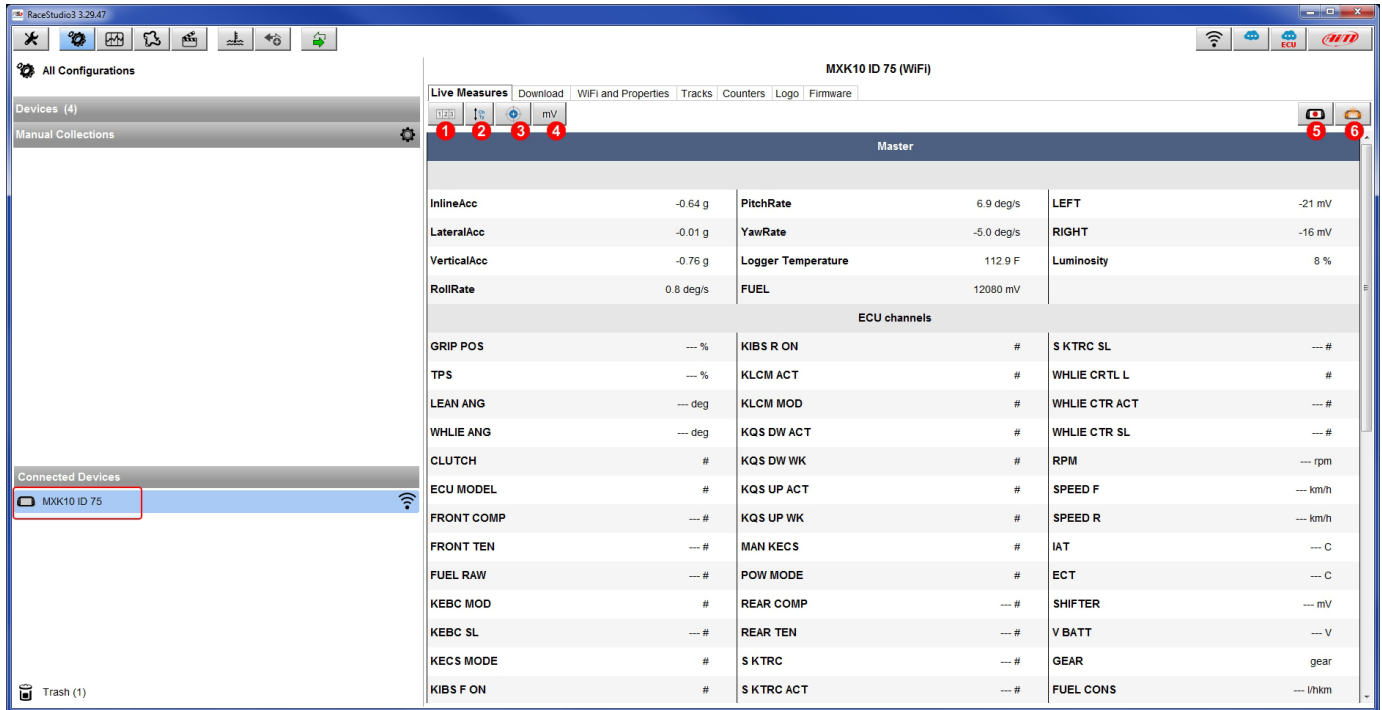 RaceStudio3 3.29.47
ECU
AiM
All Configurations
MXK10 ID 75 (WiFi)
Live Measures Download WiFi and Properties Tracks Counters Logo Firmware
Devices (4)
123 mV
Manual Collections
1 2 3 4 5 6
Master
InlineAcc -0.64 g PitchRate 6.9 deg/s LEFT -21 mV
LateralAcc -0.01 g YawRate -5.0 deg/s RIGHT -16 mV
VerticalAcc -0.76 g Logger Temperature 112.9 F Luminosity 8 %
RollRate 0.8 deg/s FUEL 12080 mV
ECU channels
GRIP POS --- % KIBS R ON # S KTRC SL --- #
TPS --- % KLCM ACT # WHLIE CRTL L #
LEAN ANG --- deg KLCM MOD # WHLIE CTR ACT --- #
WHLIE ANG --- deg KQS DW ACT # WHLIE CTR SL --- #
CLUTCH # KQS DW WK # RPM --- rpm
Connected Devices
ECU MODEL # KQS UP ACT # SPEED F --- km/h
MXK10 ID 75
FRONT COMP --- # KQS UP WK # SPEED R --- km/h
FRONT TEN --- # MAN KECS # IAT --- C
FUEL RAW --- # POW MODE # ECT --- C
KEBC MOD # REAR COMP --- # SHIFTER --- mV
KEBC SL --- # REAR TEN --- # V BATT --- V
KECS MODE # S KTRC --- # GEAR gear
Trash (1)
KIBS F ON # S KTRC ACT --- # FUEL CONS --- l/hkm